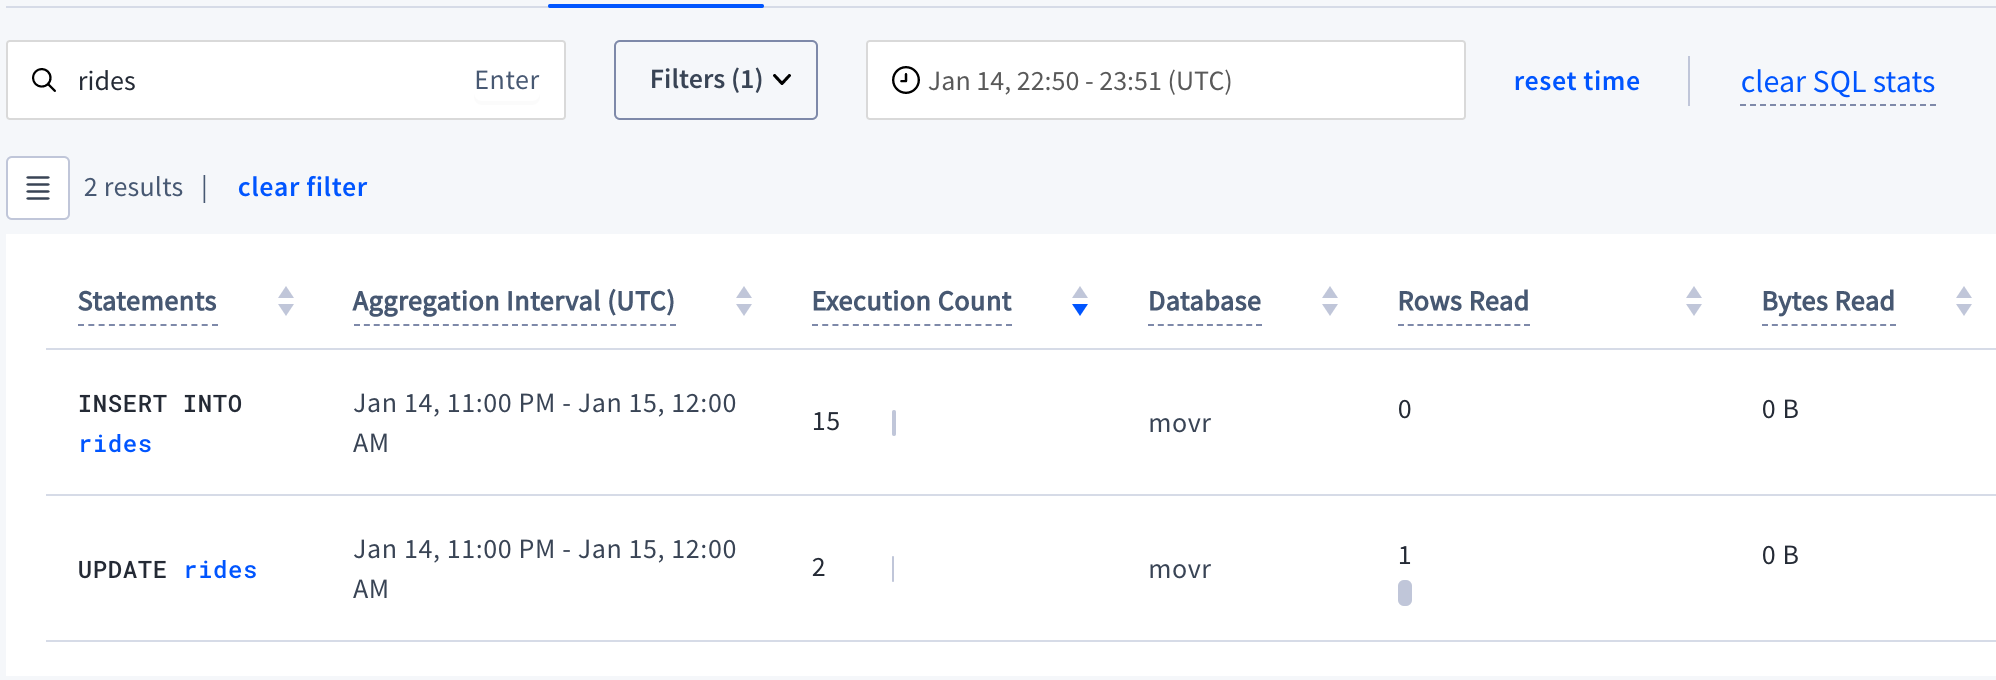 rides Enter Filters (1) Jan 14, 22:50 - 23:51 (UTC) reset time clear SQL stats
2 results | clear filter
Statements Aggregation Interval (UTC) Execution Count Database Rows Read Bytes Read
INSERT INTO rides Jan 14, 11:00 PM - Jan 15, 12:00 AM 15 movr 0 0 B
UPDATE rides Jan 14, 11:00 PM - Jan 15, 12:00 AM 2 movr 1 0 B